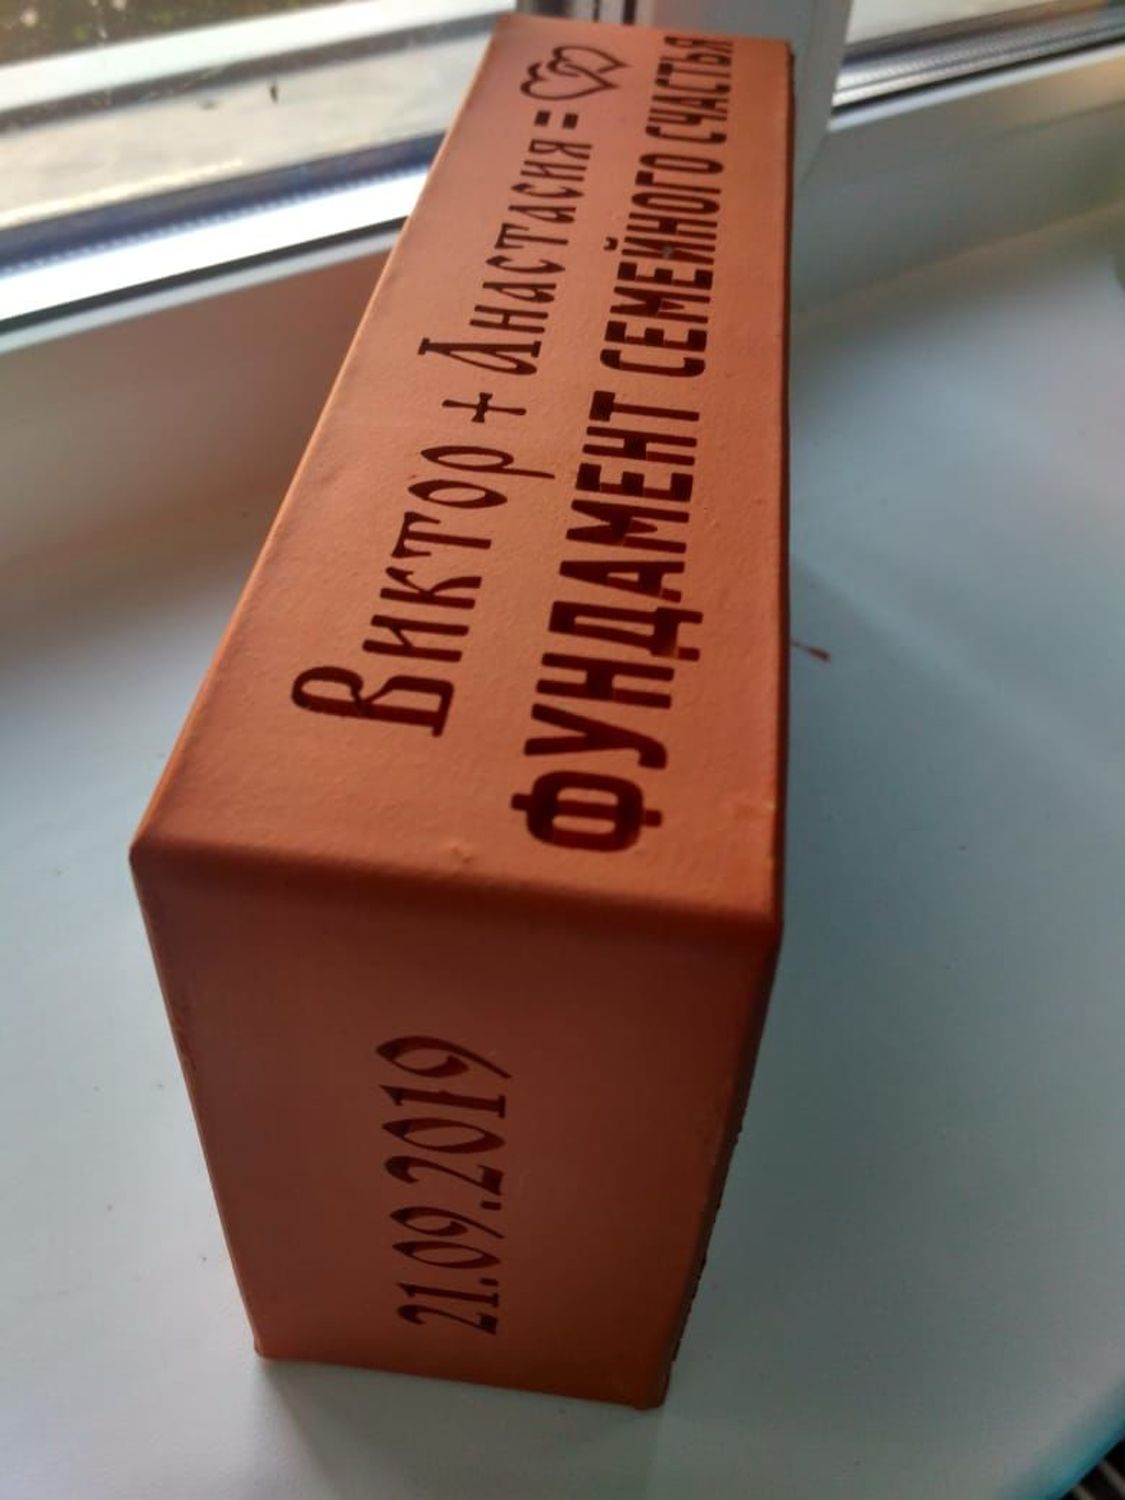 Виктор + Анастасия =
ФУНДАМЕНТ СЕМЕЙНОГО СЧАСТЬЯ
21.09.2019